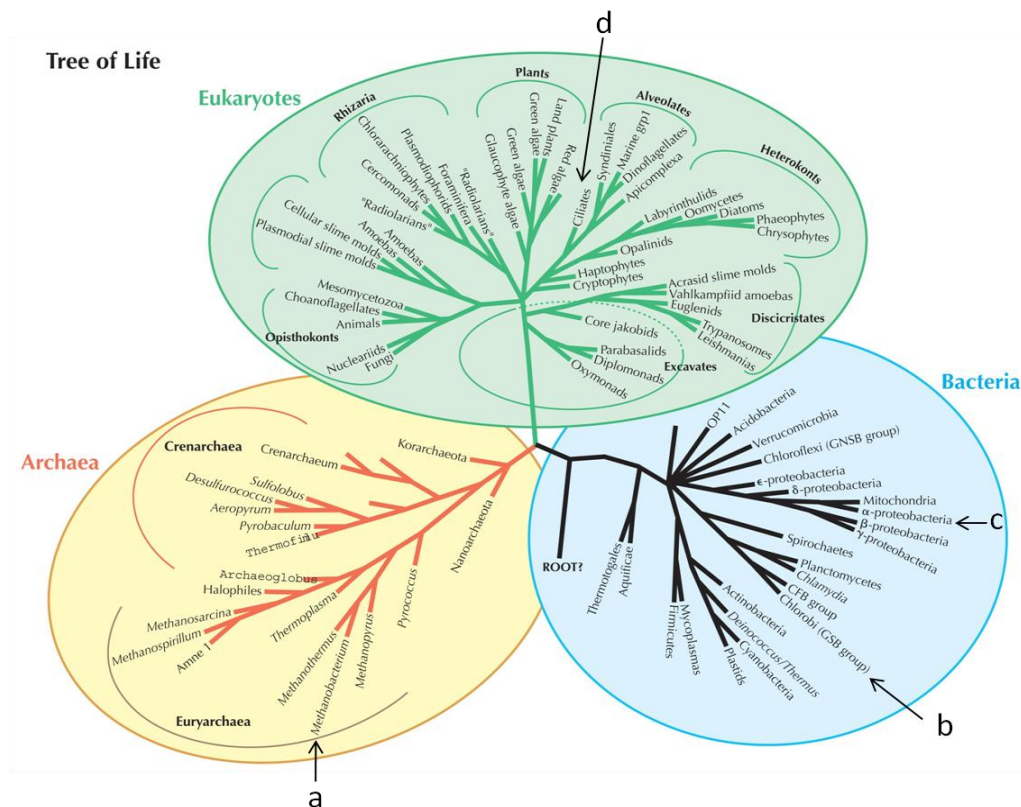 d
Tree of Life
Eukaryotes
Rhizaria
Plants
Alveolates
Heterokonts
Plasmodial slime molds
Cellular slime molds
Amoebas
Amoebas
"Radiolarians"
Cercomonads
Chlorarachniophytes
Plasmodiophorids
Foraminifera
"Radiolarians"
Glaucophyte algae
Green algae
Green algae
Land plants
Red algae
Ciliates
Syndiniales
Marine grp1
Dinoflagellates
Apicomplexa
Labyrinthulids
Oomycetes
Diatoms
Phaeophytes
Chrysophytes
Opalinids
Haptophytes
Cryptophytes
Acrasid slime molds
Vahlkampfiid amoebas
Euglenids
Trypanosomes
Leishmanias
Discicristates
Core jakobids
Parabasalids
Diplomonads
Oxymonads
Excavates
Mesomycetozoa
Choanoflagellates
Animals
Opisthokonts
Nucleariids
Fungi
Archaea
Crenarchaea
Crenarchaeum
Korarchaeota
Sulfolobus
Desulfurococcus
Aeropyrum
Pyrobaculum
Nanoarchaeota
Archaeoglobus
Halophiles
Methanosarcina
Methanospirillum
Amne 1
Thermoplasma
Methanothermus
Methanobacterium
Methanopyrus
Pyrococcus
Euryarchaea
a
Bacteria
OP11
Acidobacteria
Verrucomicrobia
Chloroflexi (GNSB group)
ϵ-proteobacteria
δ-proteobacteria
Mitochondria
α-proteobacteria
β-proteobacteria
γ-proteobacteria
c
Spirochaetes
Planctomycetes
Chlamydia
CFB group
Chlorobi (GSB group)
b
Actinobacteria
Deinococcus/Thermus
Cyanobacteria
Plastids
Mycoplasmas
Firmicutes
Aquificae
Thermotogales
ROOT?